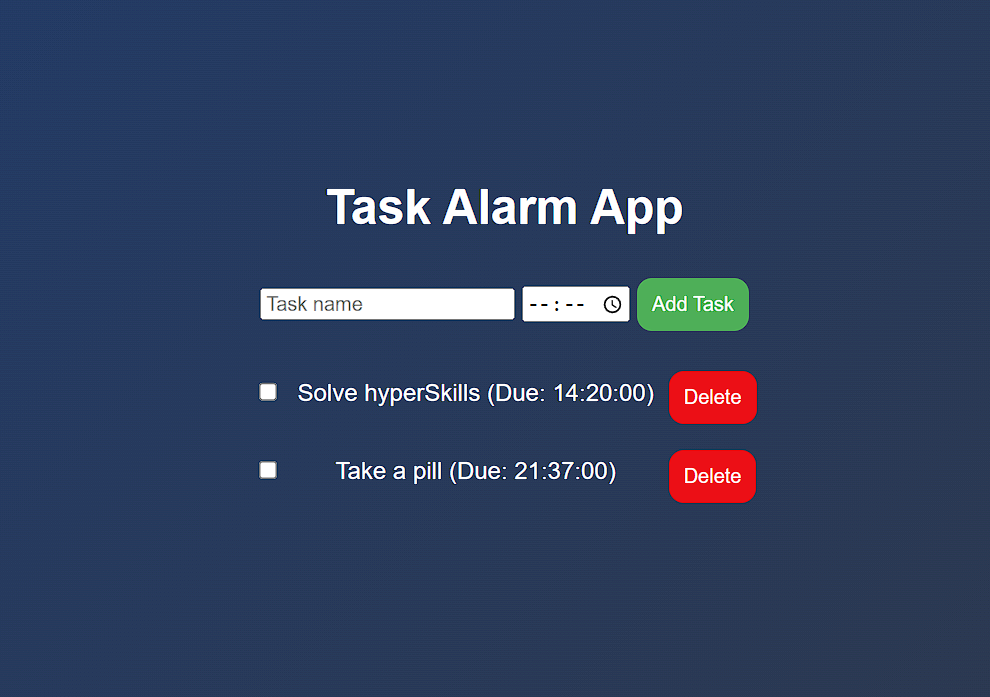 Task Alarm App
Task name --:-- Add Task
Solve hyperSkills (Due: 14:20:00) Delete
Take a pill (Due: 21:37:00) Delete